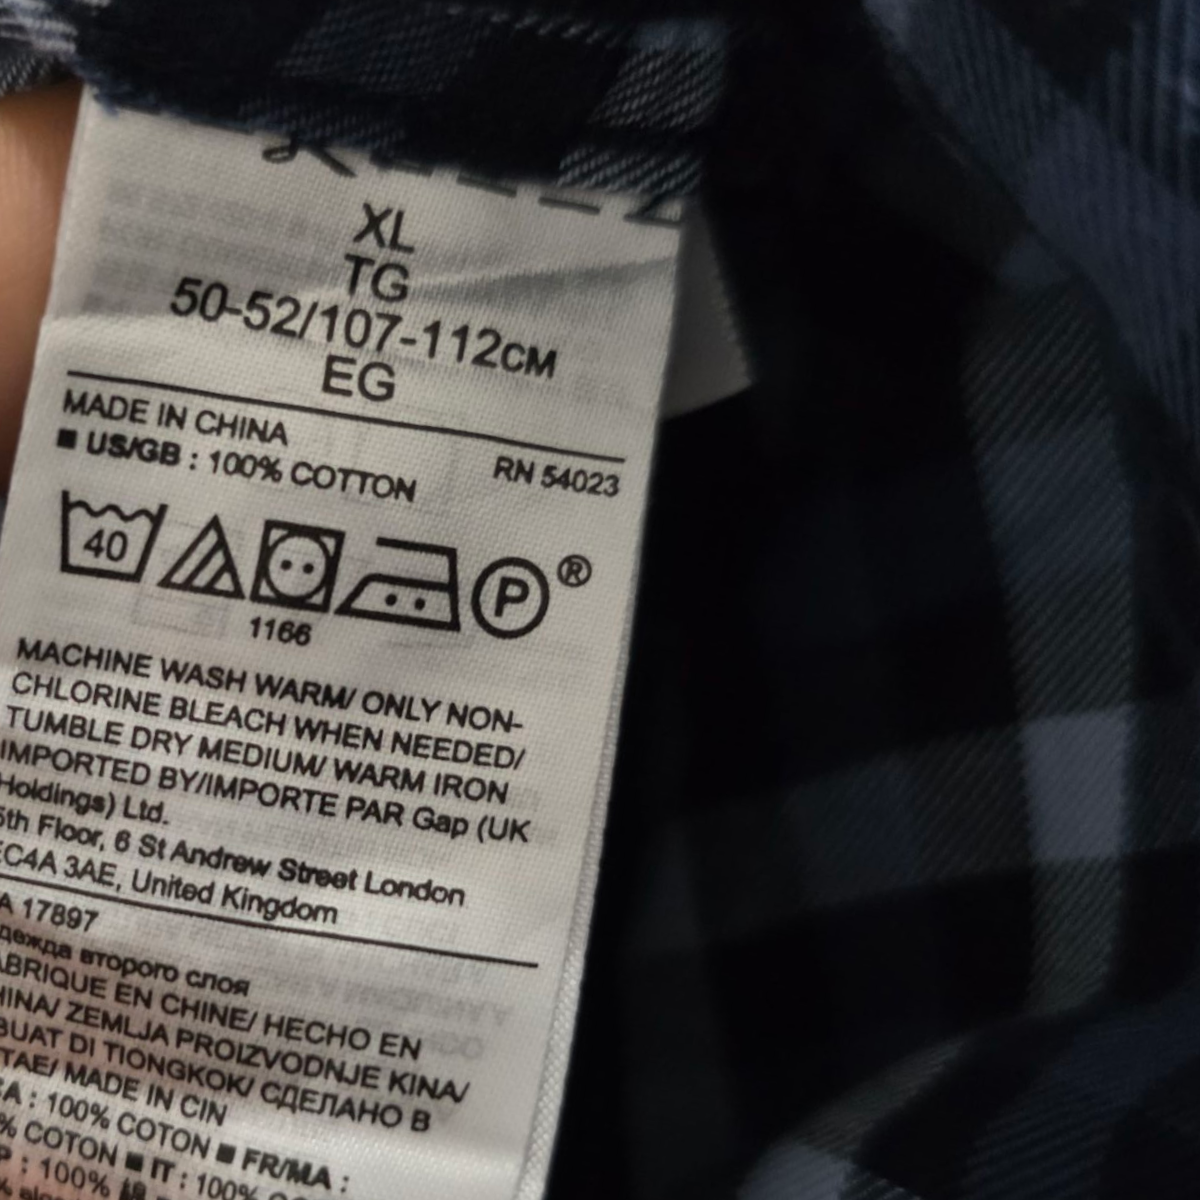 XL
TG
50-52/107-112CM
EG
MADE IN CHINA
■ US/GB : 100% COTTON
RN 54023
40
P ®
1166
MACHINE WASH WARM/ ONLY NON-
CHLORINE BLEACH WHEN NEEDED/
TUMBLE DRY MEDIUM/ WARM IRON
IMPORTED BY/IMPORTE PAR Gap (UK
Holdings) Ltd.
5th Floor, 6 St Andrew Street London
EC4A 3AE, United Kingdom
A 17897
дежда второго слоя
ABRIQUE EN CHINE/ HECHO EN
HINA/ ZEMLJA PROIZVODNJE KINA/
BUAT DI TIONGKOK/ СДЕЛАНО В
TAE/ MADE IN CIN
A : 100% COTON ■ FR/MA :
% COTON ■ IT : 100%
P : 100% 綿